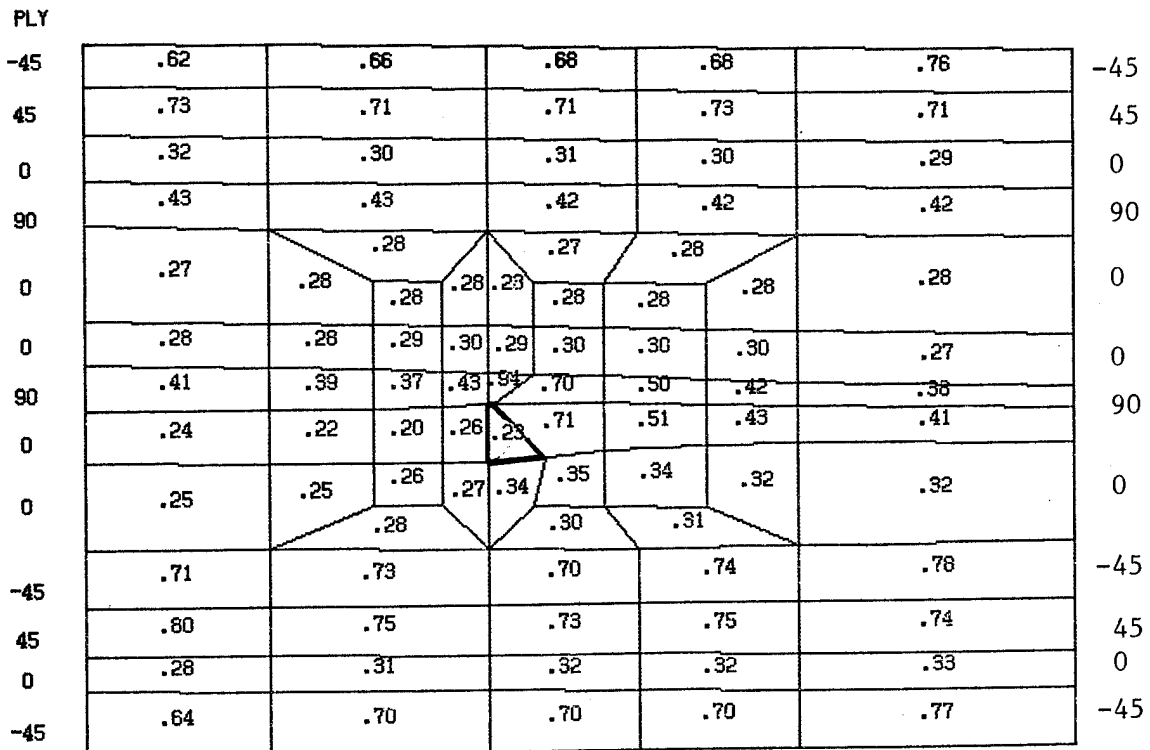 PLY
-45 .62 .66 .68 .68 .76 -45
45 .73 .71 .71 .73 .71 45
0 .32 .30 .31 .30 .29 0
90 .43 .43 .42 .42 .42 90
.28 .27 .28
0 .27 .28 .28 .28 .28 .28 .28 .28 .28 0
0 .28 .28 .29 .30 .29 .30 .30 .30 .27 0
90 .41 .39 .37 .43 .94 .70 .50 .42 .38 90
0 .24 .22 .20 .26 .23 .71 .51 .43 .41
0 .25 .25 .26 .27 .34 .35 .34 .32 .32 0
.28 .30 .31
-45 .71 .73 .70 .74 .78 -45
45 .80 .75 .73 .75 .74 45
0 .28 .31 .32 .32 .33 0
-45 .64 .70 .70 .70 .77 -45